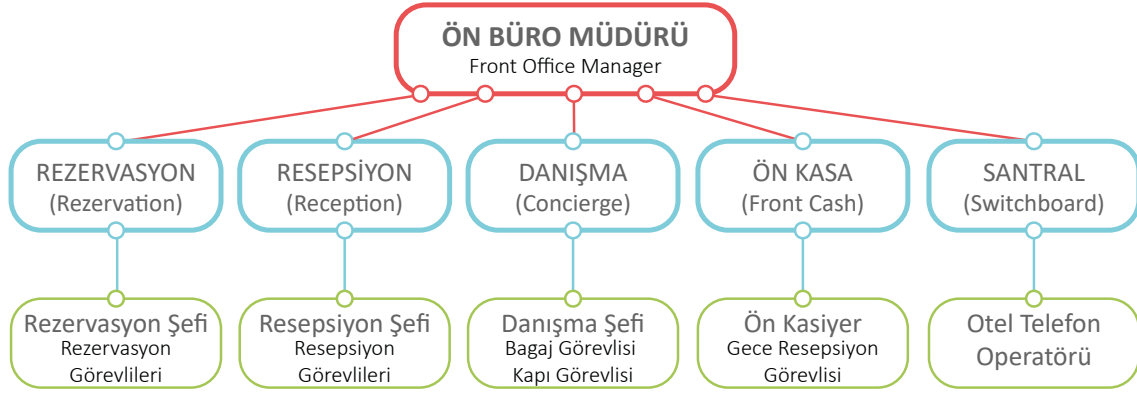 ÖN BÜRO MÜDÜRÜ
Front Office Manager
REZERVASYON
(Rezervation)
RESEPSİYON
(Reception)
DANIŞMA
(Concierge)
ÖN KASA
(Front Cash)
SANTRAL
(Switchboard)
Rezervasyon Şefi
Rezervasyon
Görevlileri
Resepsiyon Şefi
Resepsiyon
Görevlileri
Danışma Şefi
Bagaj Görevlisi
Kapı Görevlisi
Ön Kasiyer
Gece Resepsiyon
Görevlisi
Otel Telefon
Operatörü